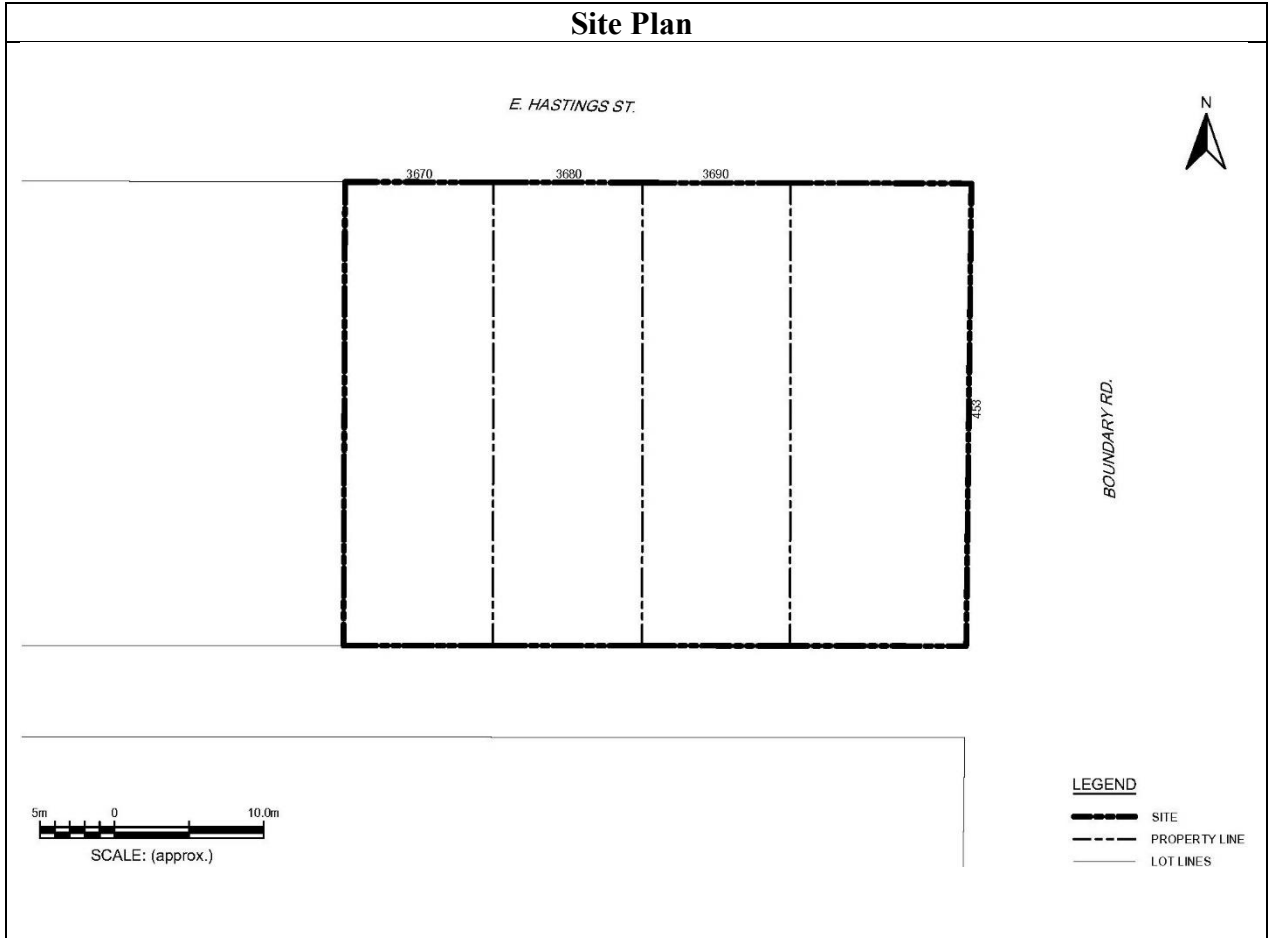 Site Plan
E. HASTINGS ST.
N
3670
3680
3690
453
BOUNDARY RD.
LEGEND
SITE
PROPERTY LINE
LOT LINES
5m 0 10.0m
SCALE: (approx.)